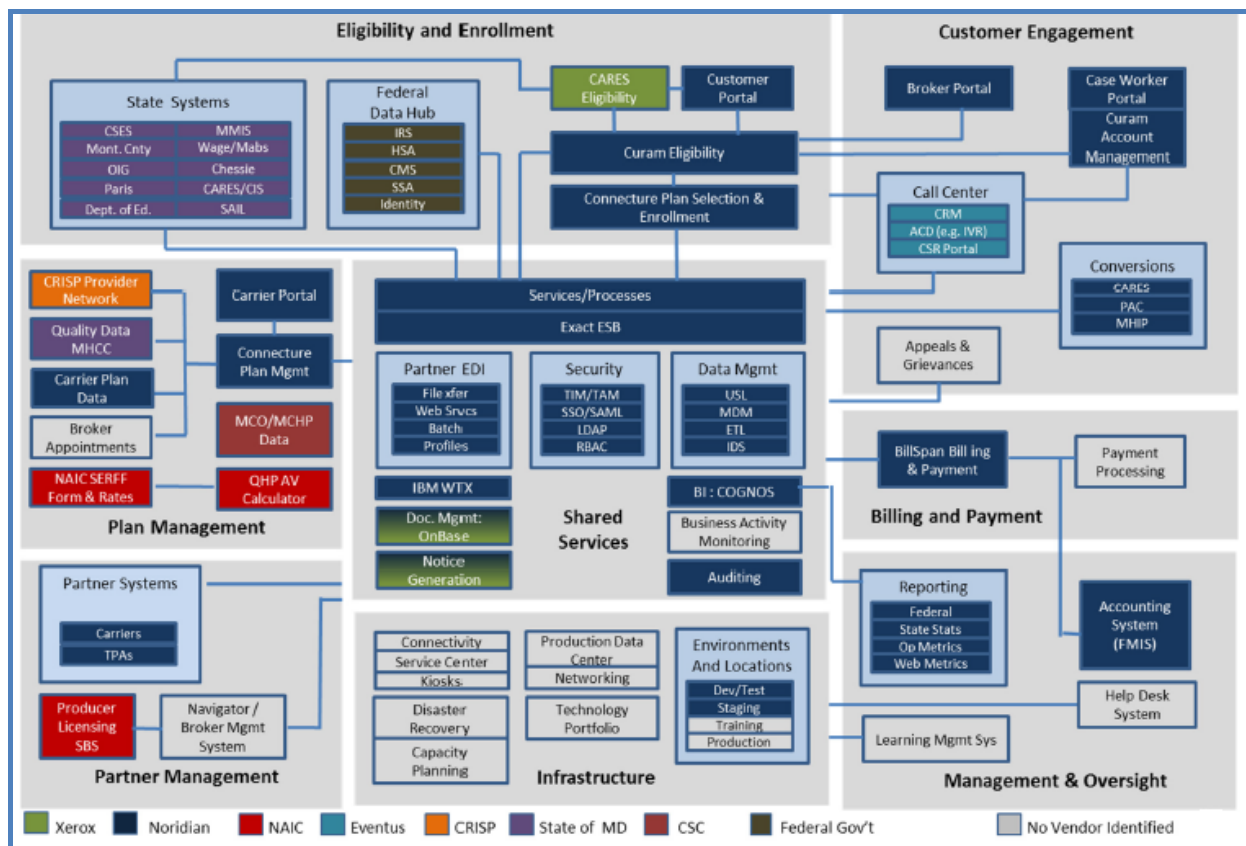 Eligibility and Enrollment
State Systems
CSES
MMIS
Mont. Cnty
Wage/Mabs
OIG
Chessie
Paris
CARES/CIS
Dept. of Ed.
SAIL
Federal
Data Hub
IRS
HSA
CMS
SSA
Identity
CARES
Eligibility
Customer
Portal
Curam Eligibility
Connecture Plan Selection &
Enrollment
Customer Engagement
Broker Portal
Case Worker
Portal
Curam
Account
Management
Call Center
CRM
ACD (e.g. IVR)
CSR Portal
Conversions
CARES
PAC
MHIP
Appeals &
Grievances
CRISP Provider
Network
Quality Data
MHCC
Carrier Plan
Data
Broker
Appointments
NAIC SERFF
Form & Rates
Carrier Portal
Connecture
Plan Mgmt
MCO/MCHP
Data
QHP AV
Calculator
Plan Management
Services/Processes
Exact ESB
Partner EDI
File xfer
Web Srvcs
Batch
Profiles
Security
TIM/TAM
SSO/SAML
LDAP
RBAC
Data Mgmt
USL
MDM
ETL
IDS
IBM WTX
Doc. Mgmt:
OnBase
Notice
Generation
Shared
Services
BI : COGNOS
Business Activity
Monitoring
Auditing
BillSpan Billing
& Payment
Payment
Processing
Billing and Payment
Partner Systems
Carriers
TPAs
Producer
Licensing
SBS
Navigator /
Broker Mgmt
System
Partner Management
Connectivity
Service Center
Kiosks.
Disaster
Recovery
Capacity
Planning
Production Data
Center
Networking
Technology
Portfolio
Environments
And Locations
Dev/Test
Staging
Training
Production
Infrastructure
Reporting
Federal
State Stats
Op Metrics
Web Metrics
Accounting
System
(FMIS)
Help Desk
System
Learning Mgmt Sys
Management & Oversight
Xerox
Noridian
NAIC
Eventus
CRISP
State of MD
CSC
Federal Gov't
No Vendor Identified